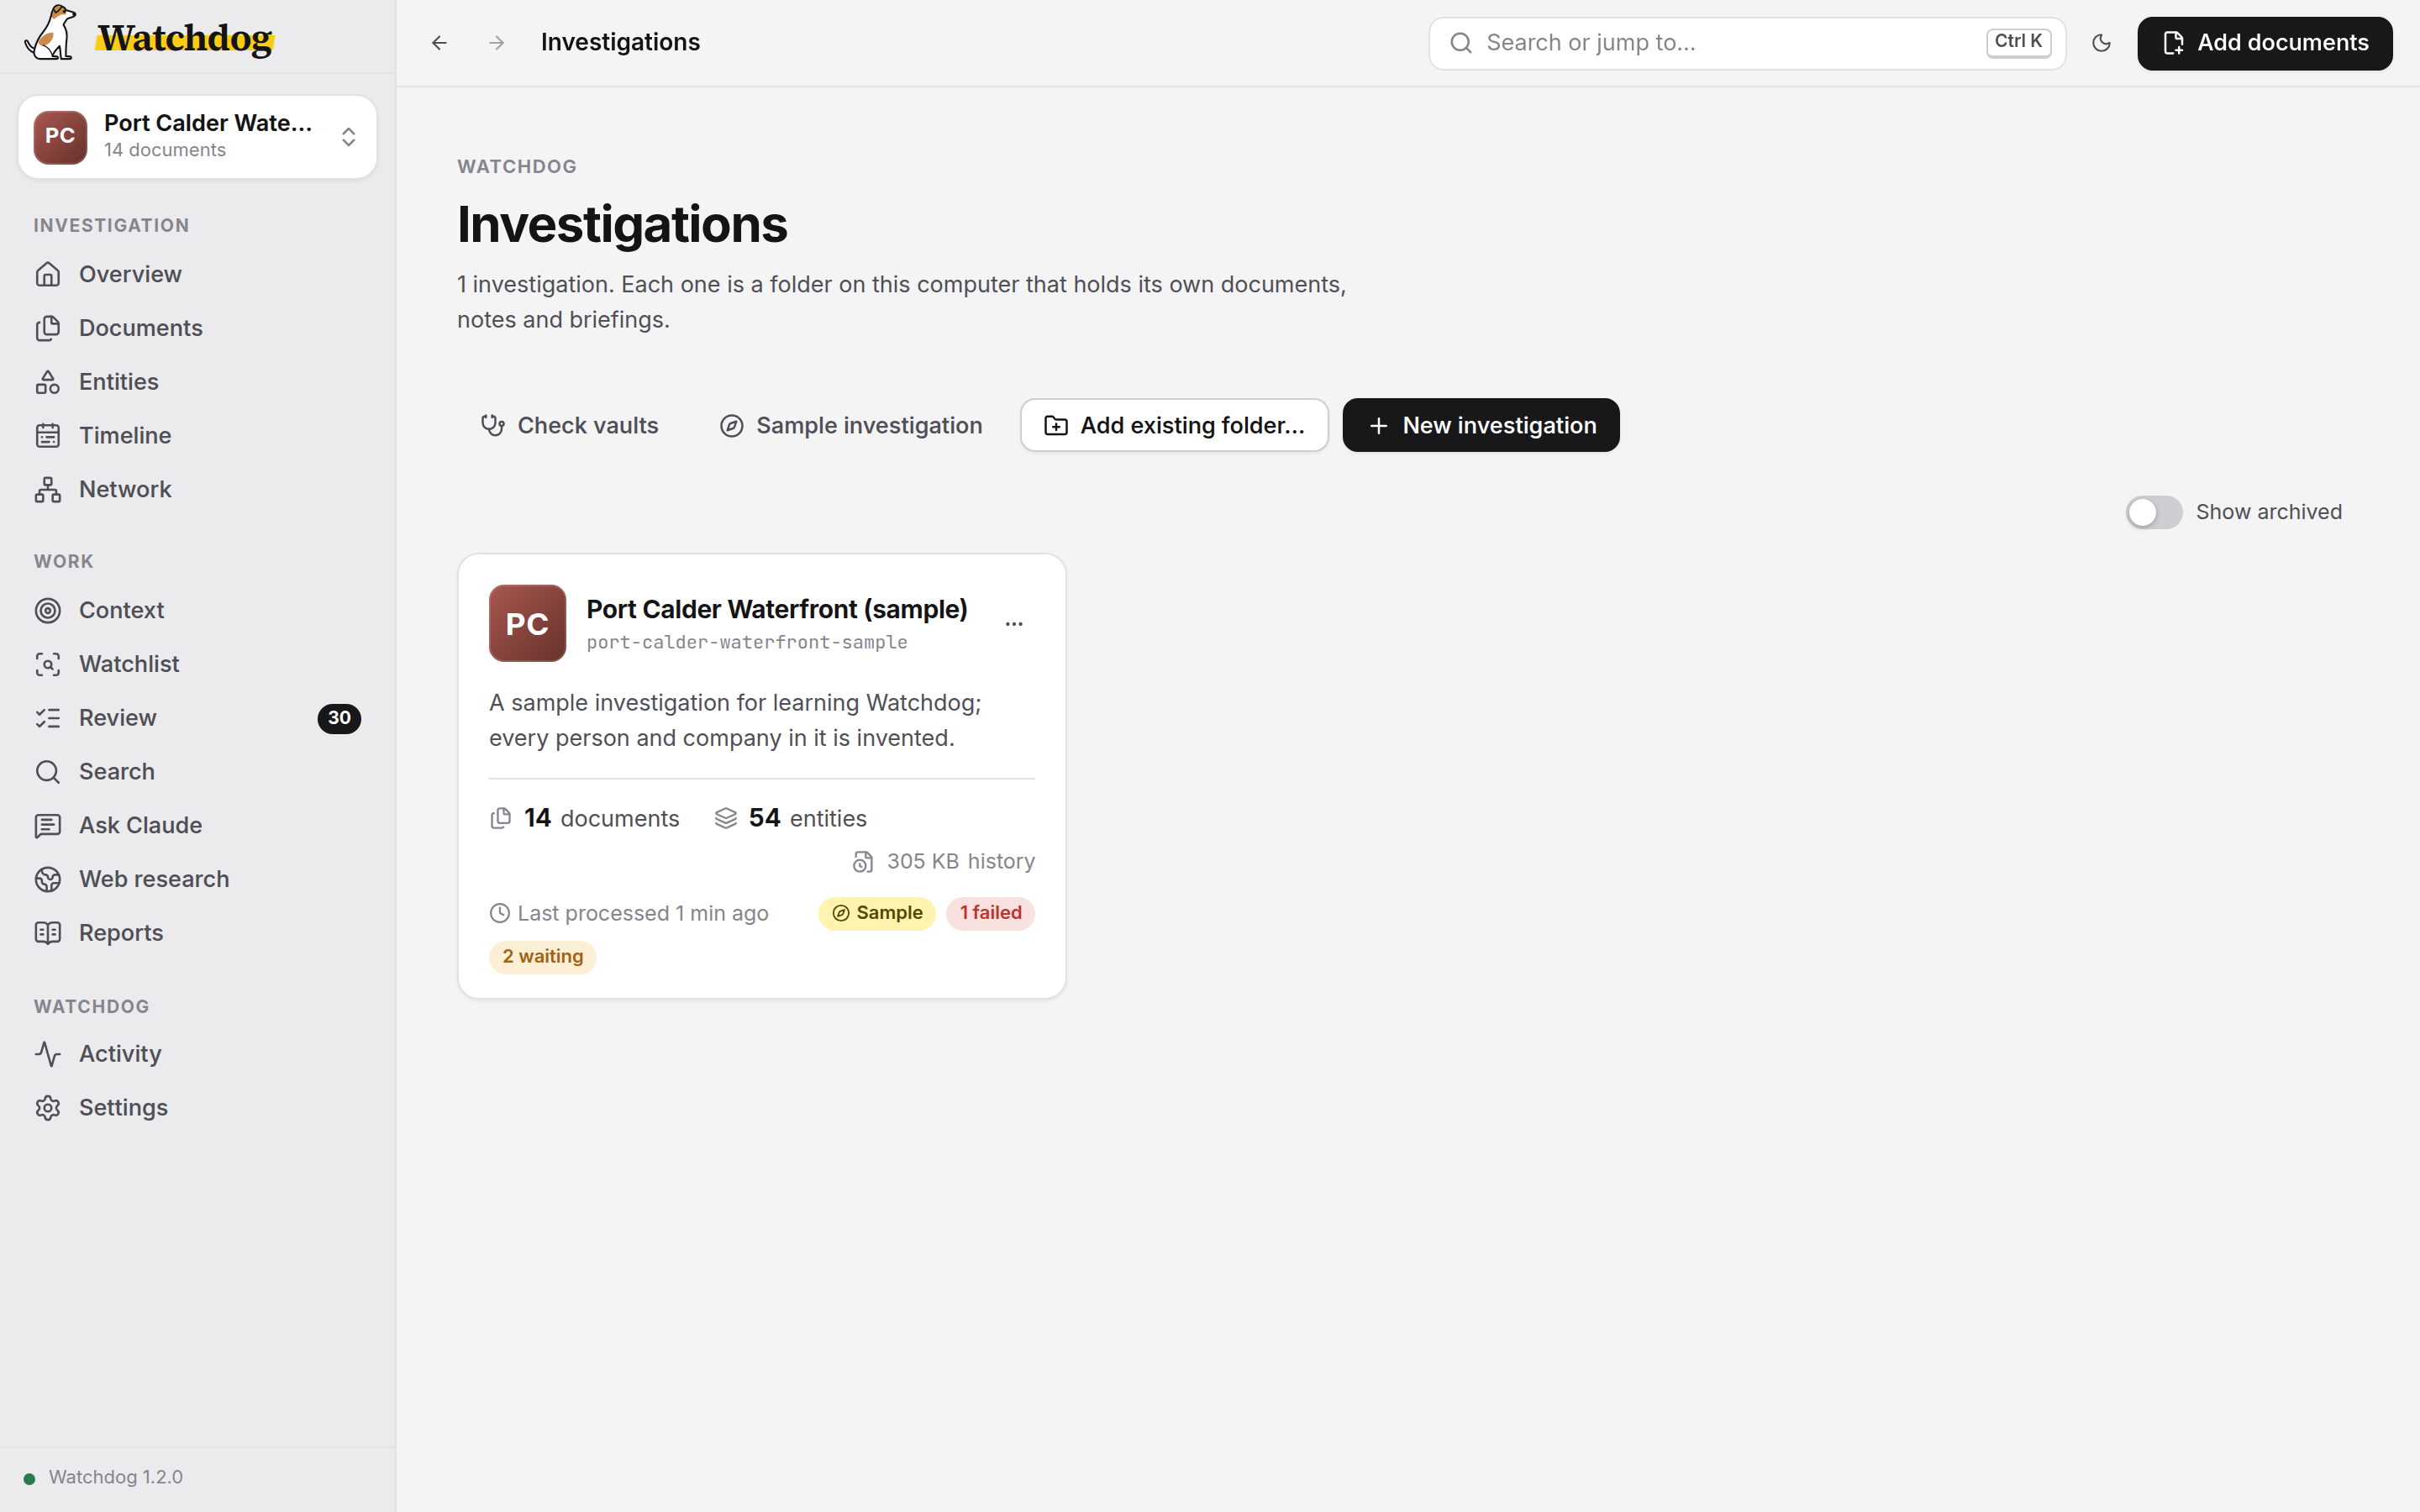 Watchdog
PC
Port Calder Wate...
14 documents
INVESTIGATION
Overview
Documents
Entities
Timeline
Network
WORK
Context
Watchlist
Review 30
Search
Ask Claude
Web research
Reports
WATCHDOG
Activity
Settings
Watchdog 1.2.0
Investigations
Search or jump to... Ctrl K
Add documents
WATCHDOG
Investigations
1 investigation. Each one is a folder on this computer that holds its own documents,
notes and briefings.
Check vaults Sample investigation Add existing folder... New investigation
Show archived
PC
Port Calder Waterfront (sample)
port-calder-waterfront-sample
A sample investigation for learning Watchdog;
every person and company in it is invented.
14 documents 54 entities
305 KB history
Last processed 1 min ago Sample 1 failed
2 waiting